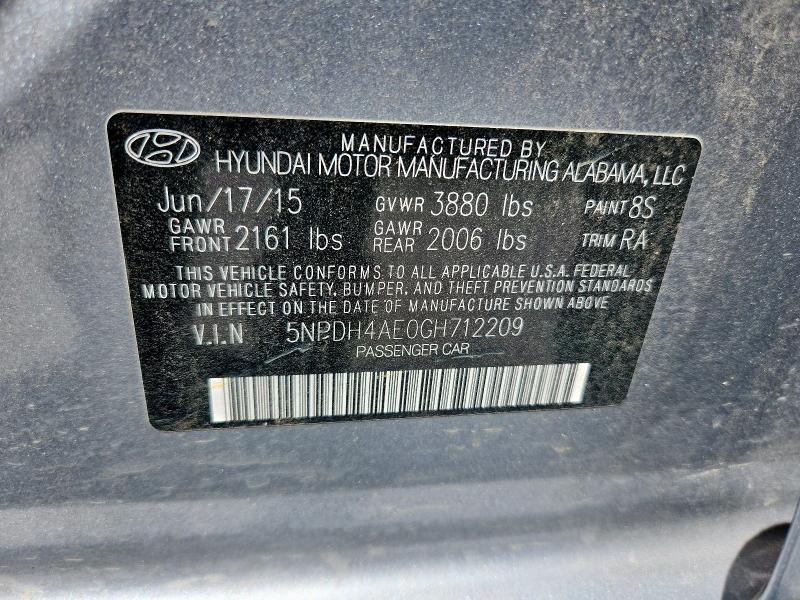 MANUFACTURED BY
HYUNDAI MOTOR MANUFACTURING ALABAMA, LLC
Jun/17/15 GVWR 3880 lbs PAINT 8S
GAWR FRONT 2161 lbs GAWR REAR 2006 lbs TRIM RA
THIS VEHICLE CONFORMS TO ALL APPLICABLE U.S.A. FEDERAL
MOTOR VEHICLE SAFETY, BUMPER, AND THEFT PREVENTION STANDARDS
IN EFFECT ON THE DATE OF MANUFACTURE SHOWN ABOVE
V.I.N 5NPDH4AE0GH712209
PASSENGER CAR